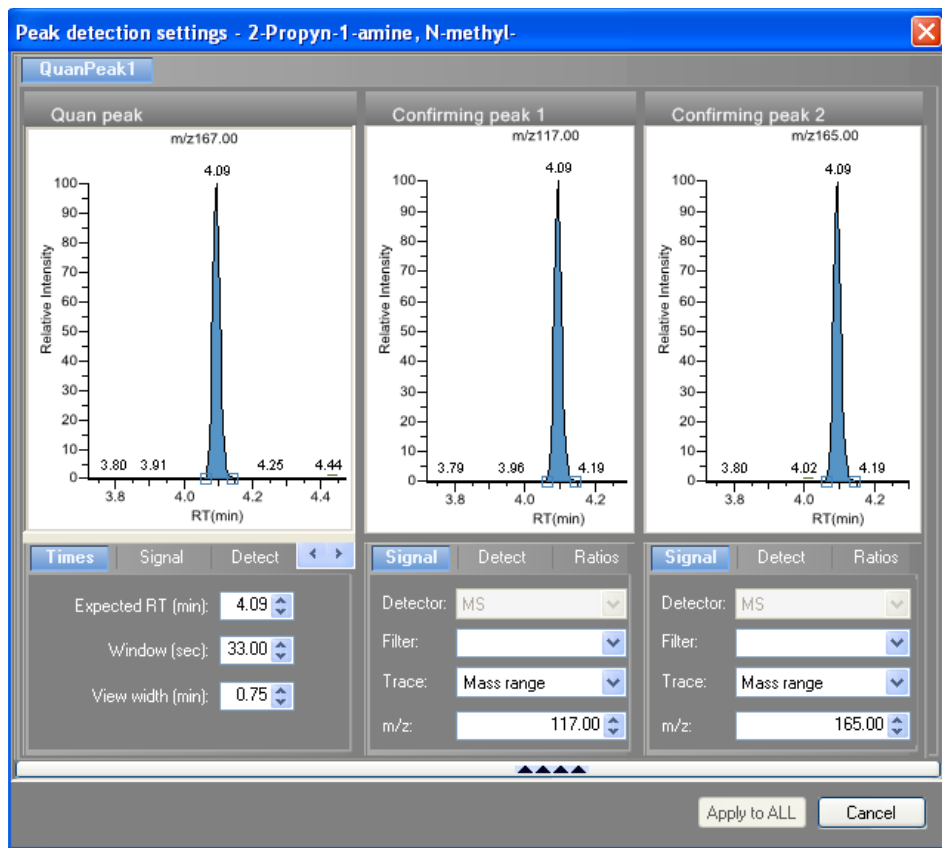 Peak detection settings - 2-Propyn-1-amine, N-methyl-
QuanPeak1
Quan peak
m/z167.00
4.09
100
90
80
70
60
50
40
30
20
10
0
Relative Intensity
3.80 3.91 4.25 4.44
3.8 4.0 4.2 4.4
RT(min)
Times Signal Detect
Expected RT (min): 4.09
Window (sec): 33.00
View width (min): 0.75
Confirming peak 1
m/z117.00
4.09
100
90
80
70
60
50
40
30
20
10
0
Relative Intensity
3.79 3.96 4.19
3.8 4.0 4.2
RT(min)
Signal Detect Ratios
Detector: MS
Filter:
Trace: Mass range
m/z: 117.00
Confirming peak 2
m/z165.00
4.09
100
90
80
70
60
50
40
30
20
10
0
Relative Intensity
3.80 4.02 4.19
3.8 4.0 4.2
RT(min)
Signal Detect Ratios
Detector: MS
Filter:
Trace: Mass range
m/z: 165.00
Apply to ALL Cancel